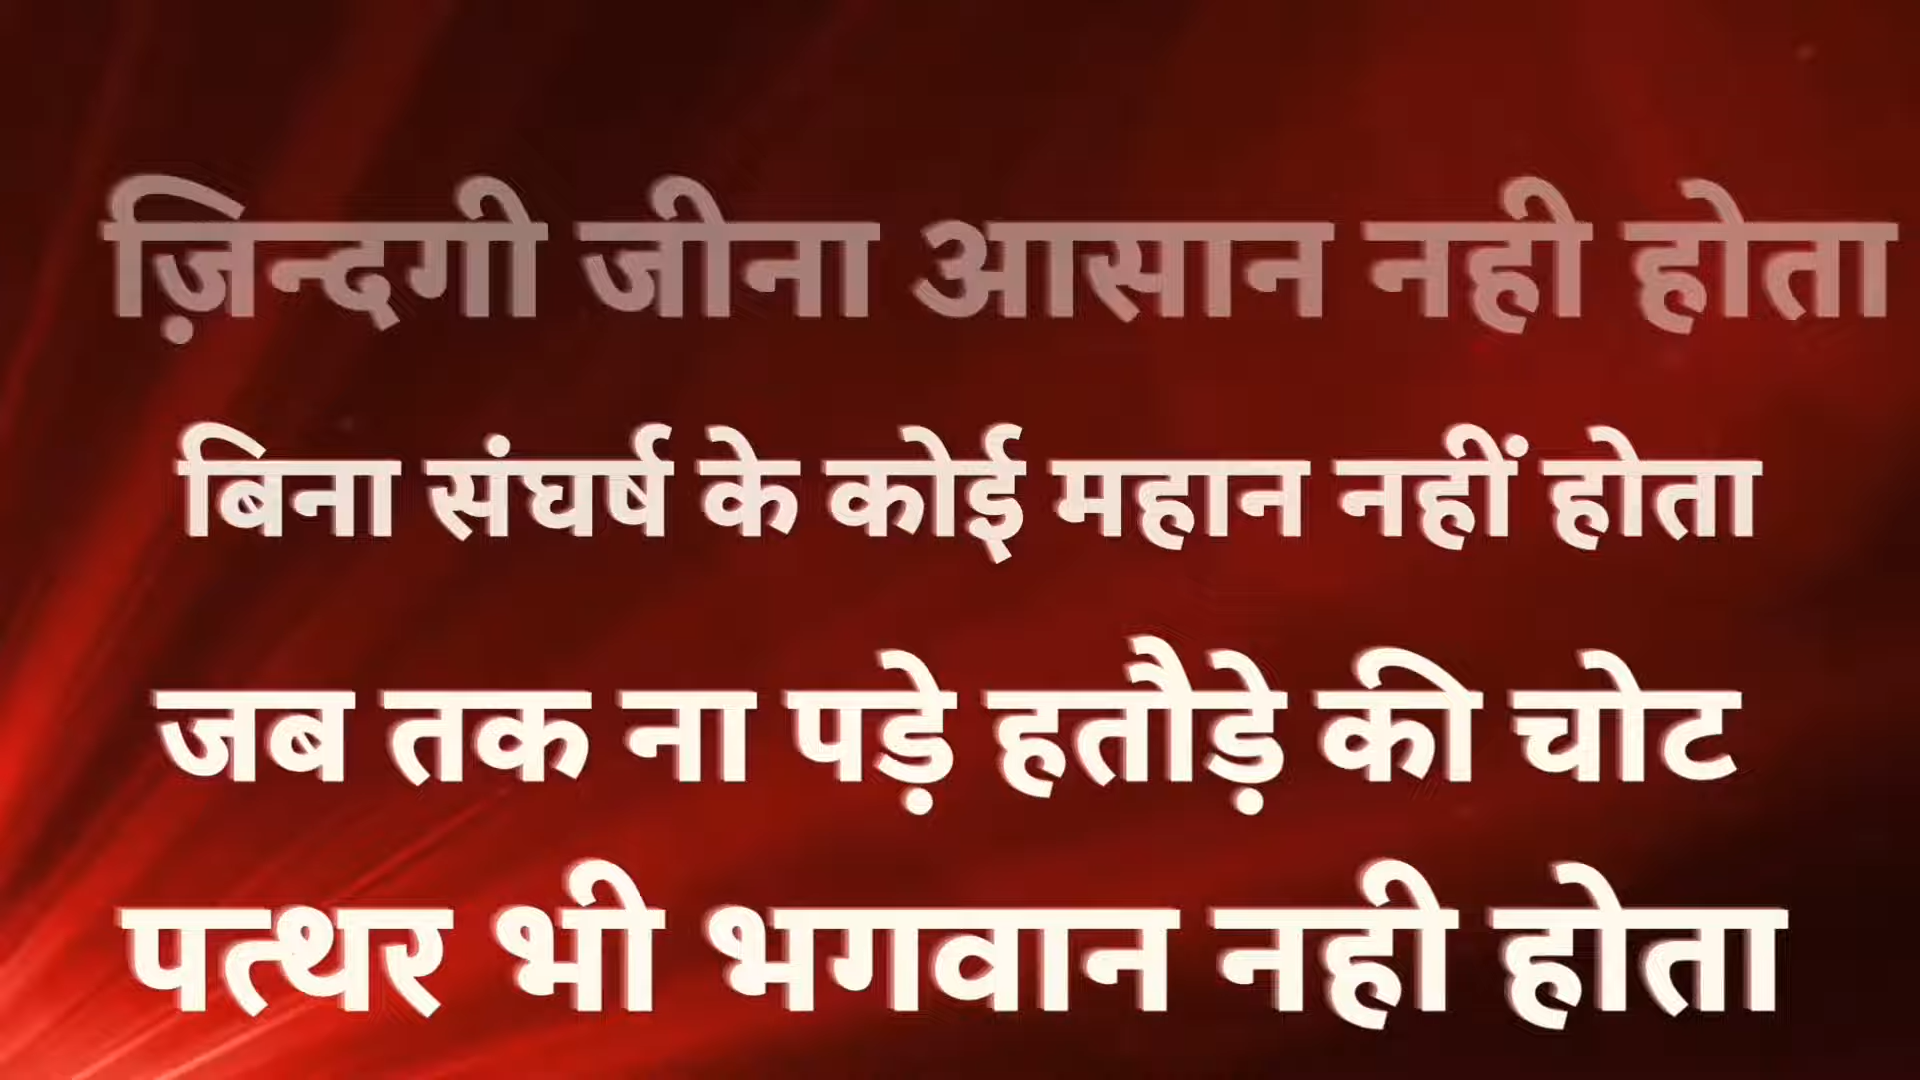 ज़िन्दगी जीना आसान नही होता
बिना संघर्ष के कोई महान नहीं होता
जब तक ना पड़े हतौड़े की चोट
पत्थर भी भगवान नही होता